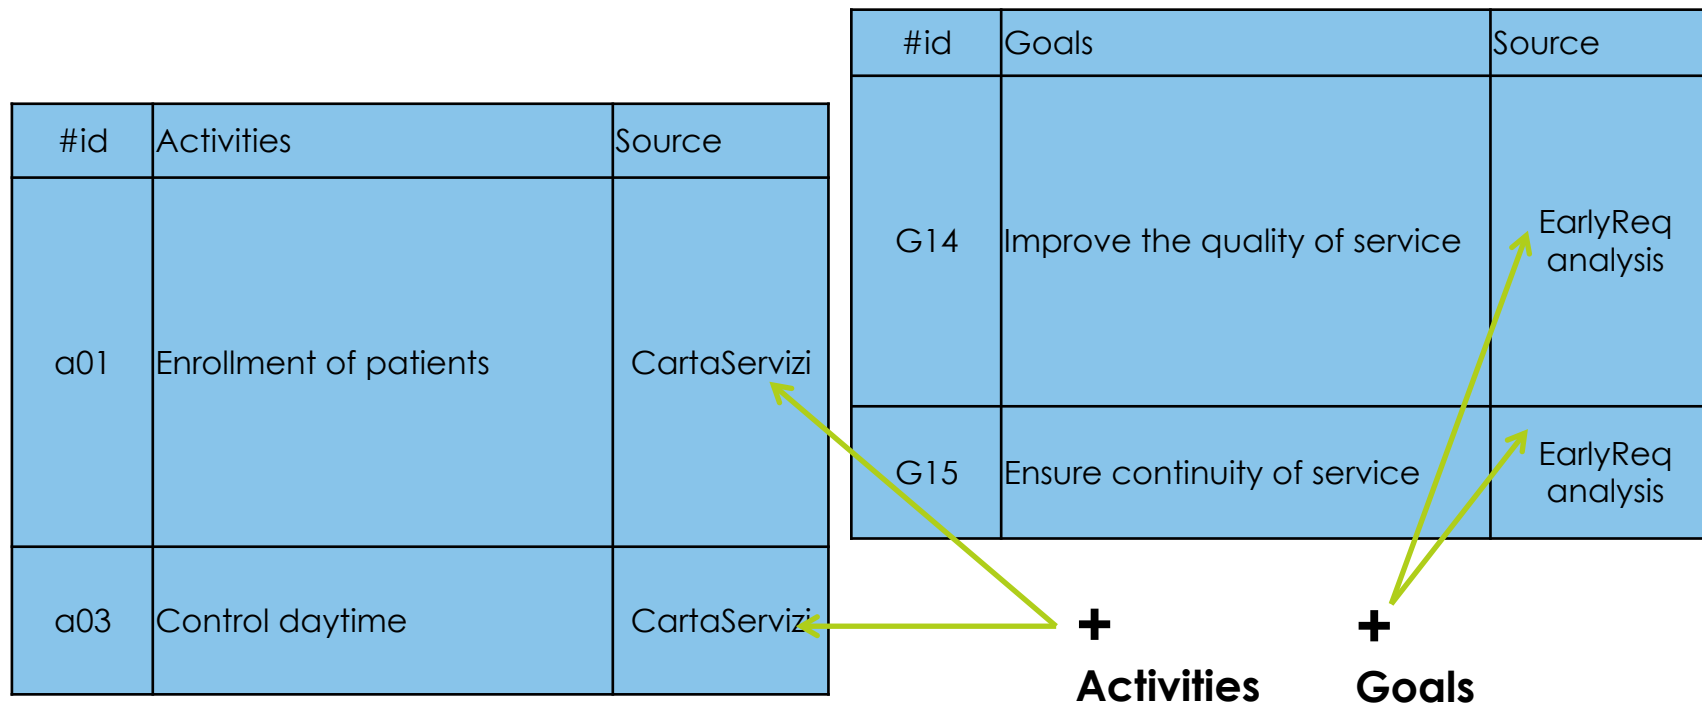 #id Activities Source
a01 Enrollment of patients CartaServizi
a03 Control daytime CartaServizi
#id Goals Source
G14 Improve the quality of service EarlyReq
analysis
G15 Ensure continuity of service EarlyReq
analysis
+ +
Activities Goals